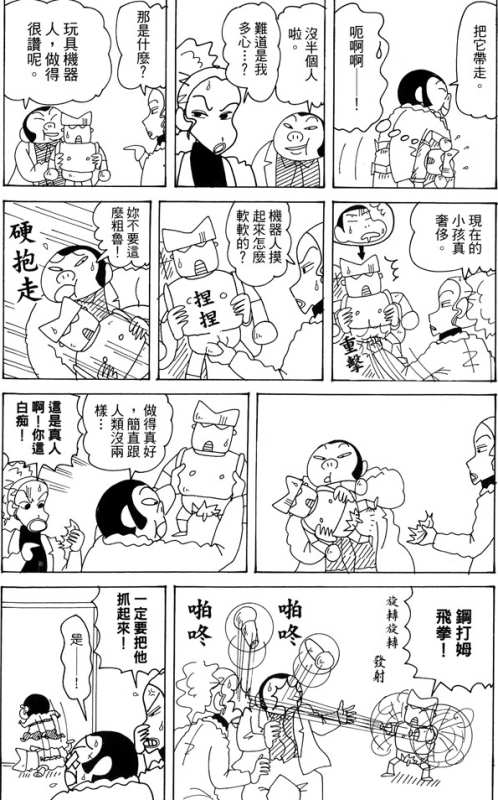 把它帶走。
呃啊啊——！
沒半個人
啦。
難道是我
多心…？
那是什麼？
玩具機器
人，做得
很讚呢。
現在的
小孩真
奢侈。
重擊
機器人摸
起來怎麼
軟軟的？
捏捏
妳不要這
麼粗魯！
硬抱走
做得真好
，簡直跟
人類沒兩
樣…
這是真人
啊！你這
白痴！
鋼打姆
飛拳！
旋轉旋轉
發射
啪咚
啪咚
一定要把他
抓起來！
是——！